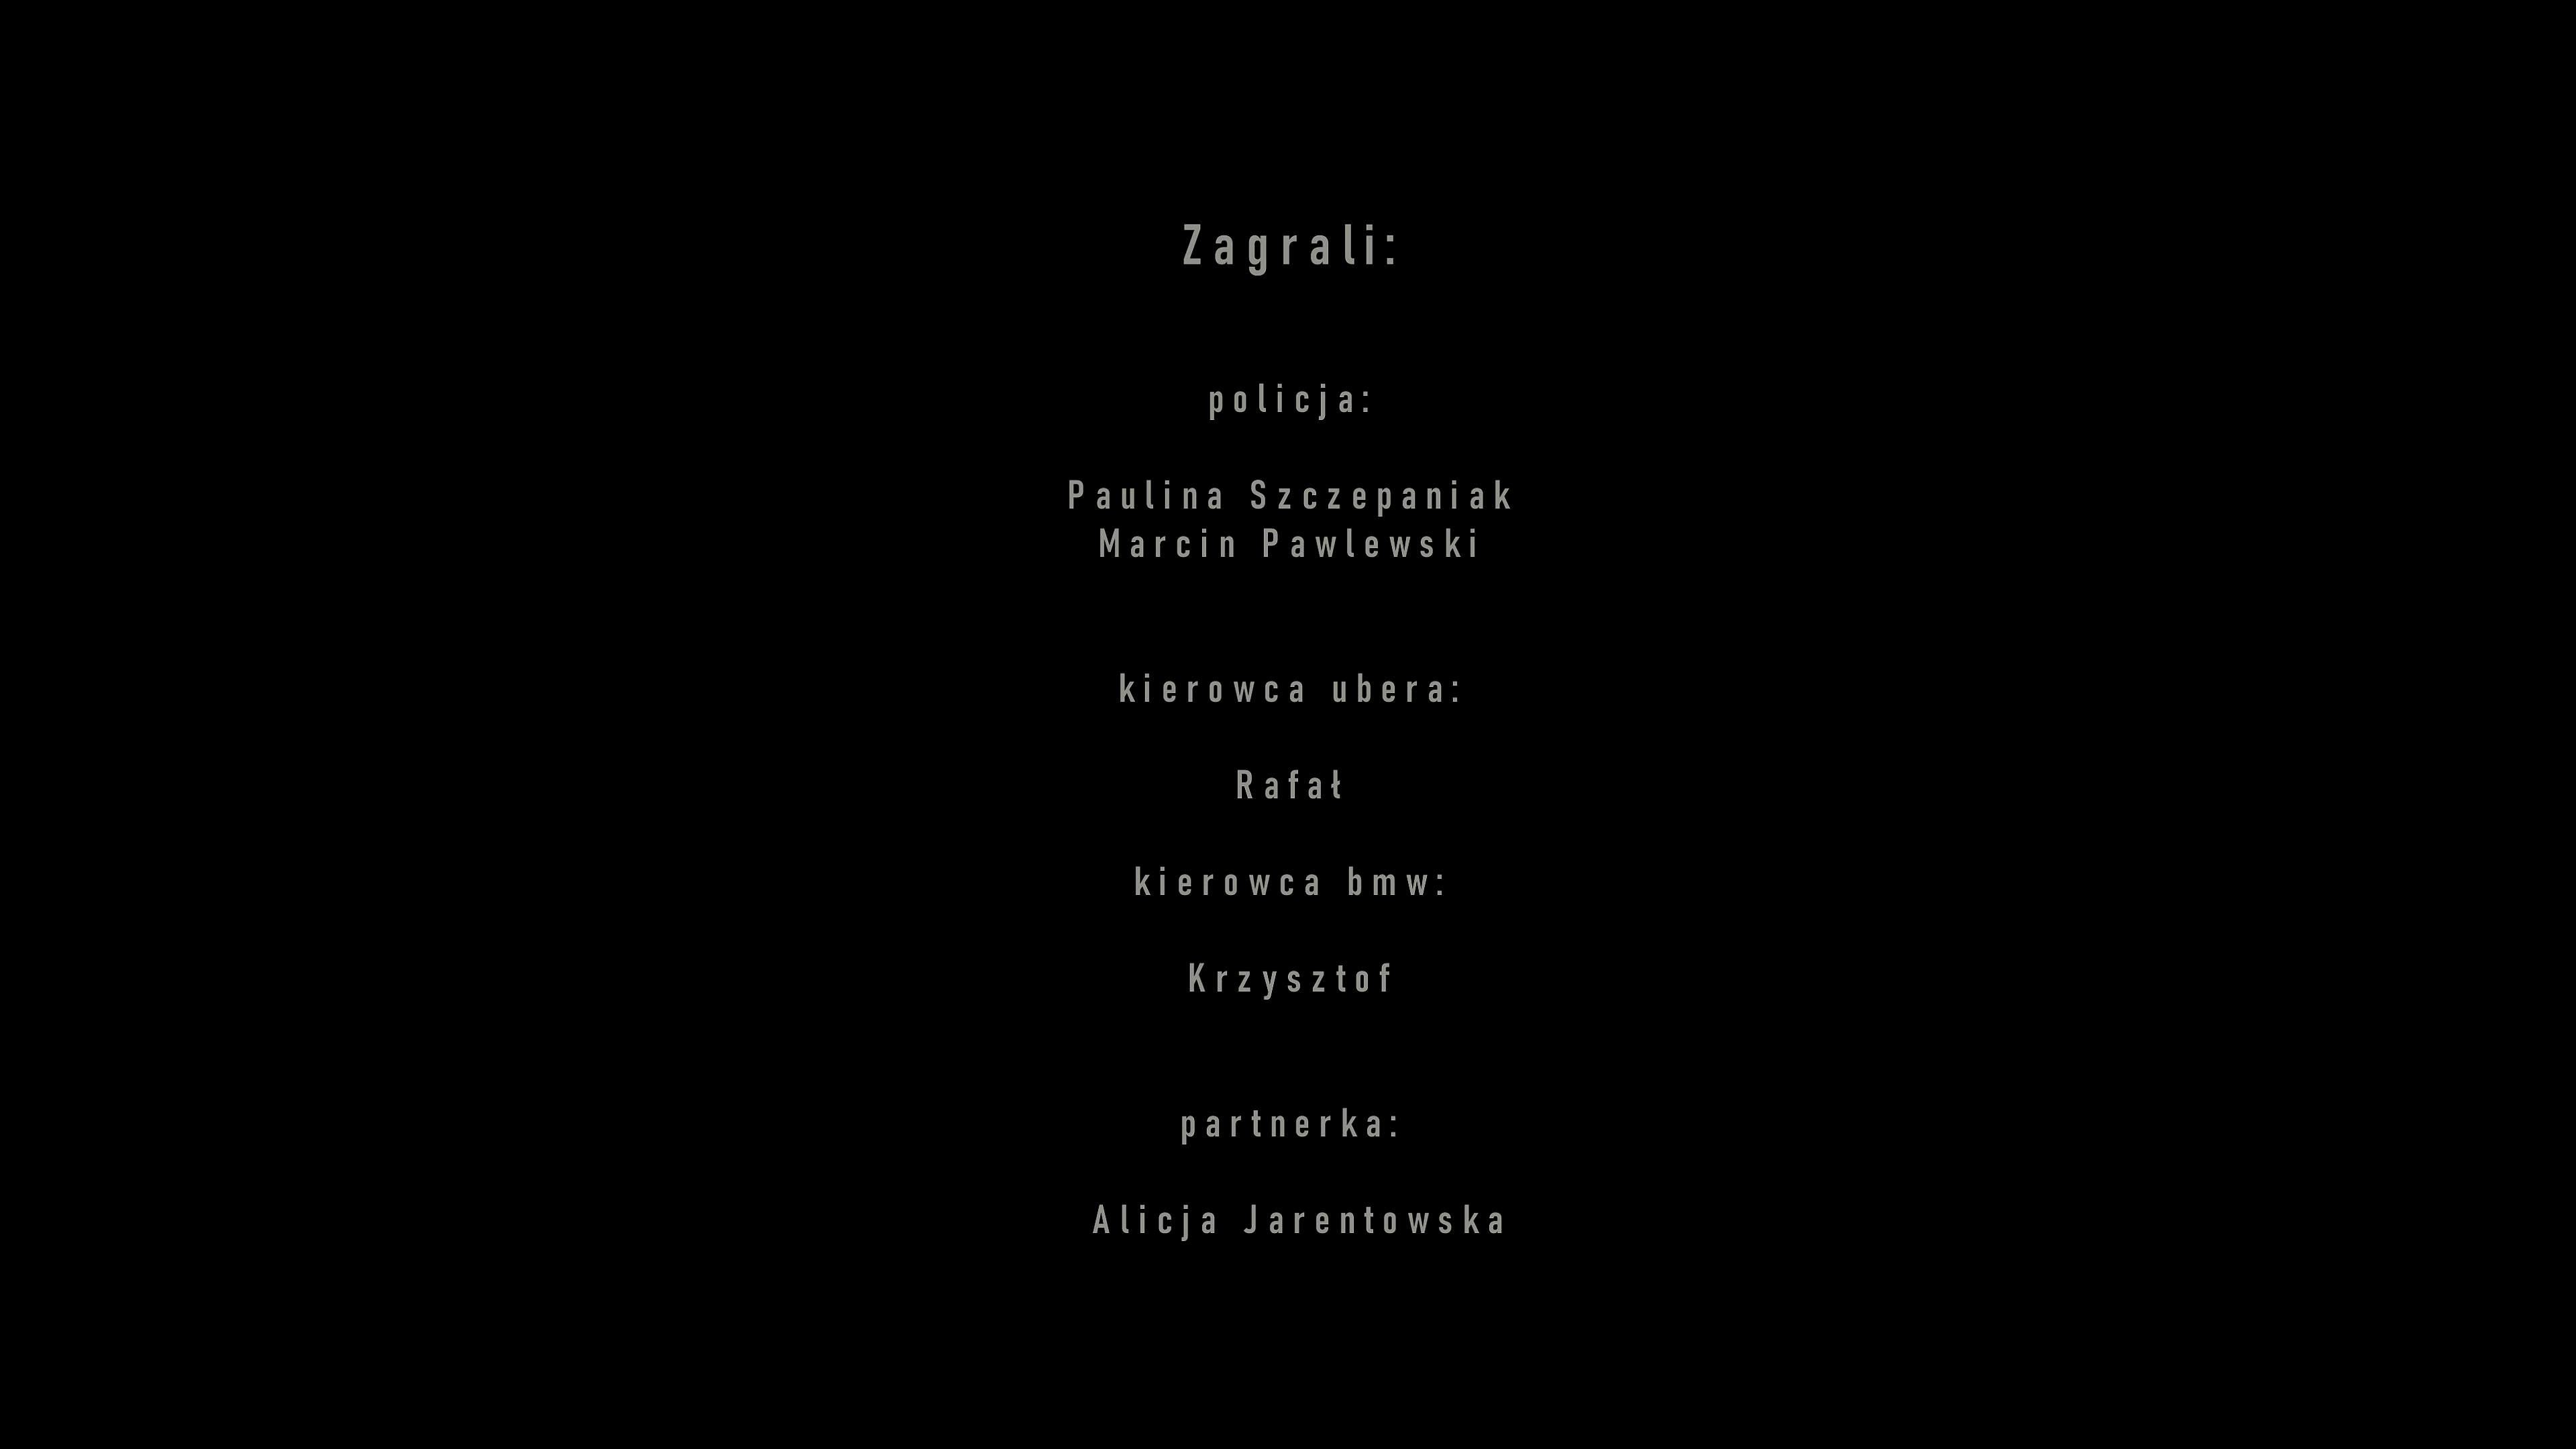 Zagrali:
policja:
Paulina Szczepaniak
Marcin Pawlewski
kierowca ubera:
Rafał
kierowca bmw:
Krzysztof
partnerka:
Alicja Jarentowska